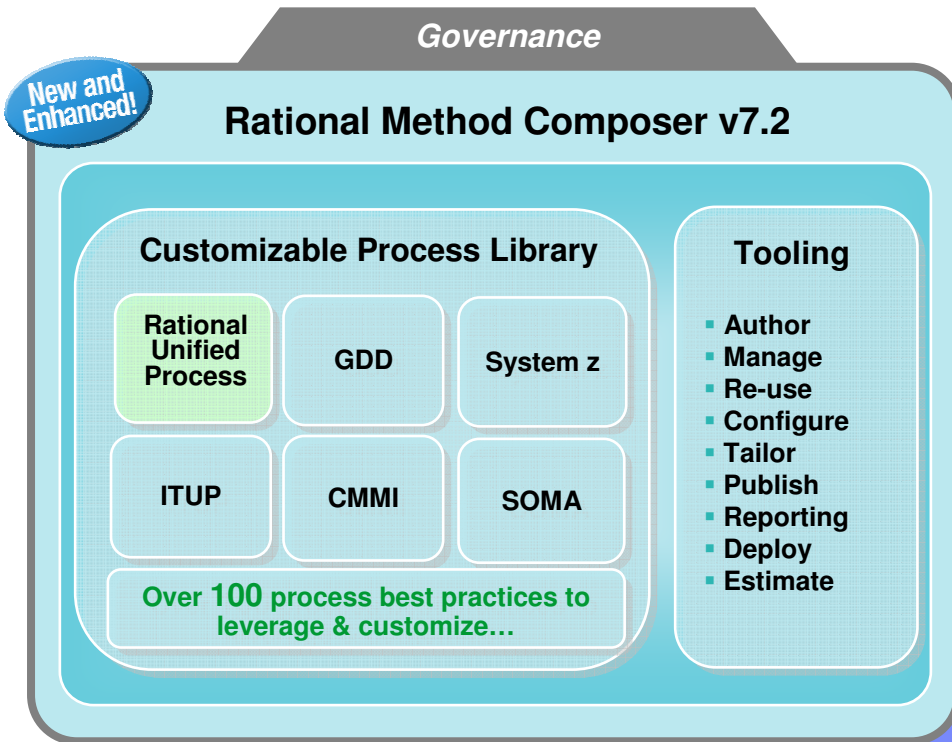 Governance
New and
Enhanced!
Rational Method Composer v7.2
Customizable Process Library
Rational
Unified
Process
GDD
System z
ITUP
CMMI
SOMA
Over 100 process best practices to
leverage & customize...
Tooling
Author
Manage
Re-use
Configure
Tailor
Publish
Reporting
Deploy
Estimate